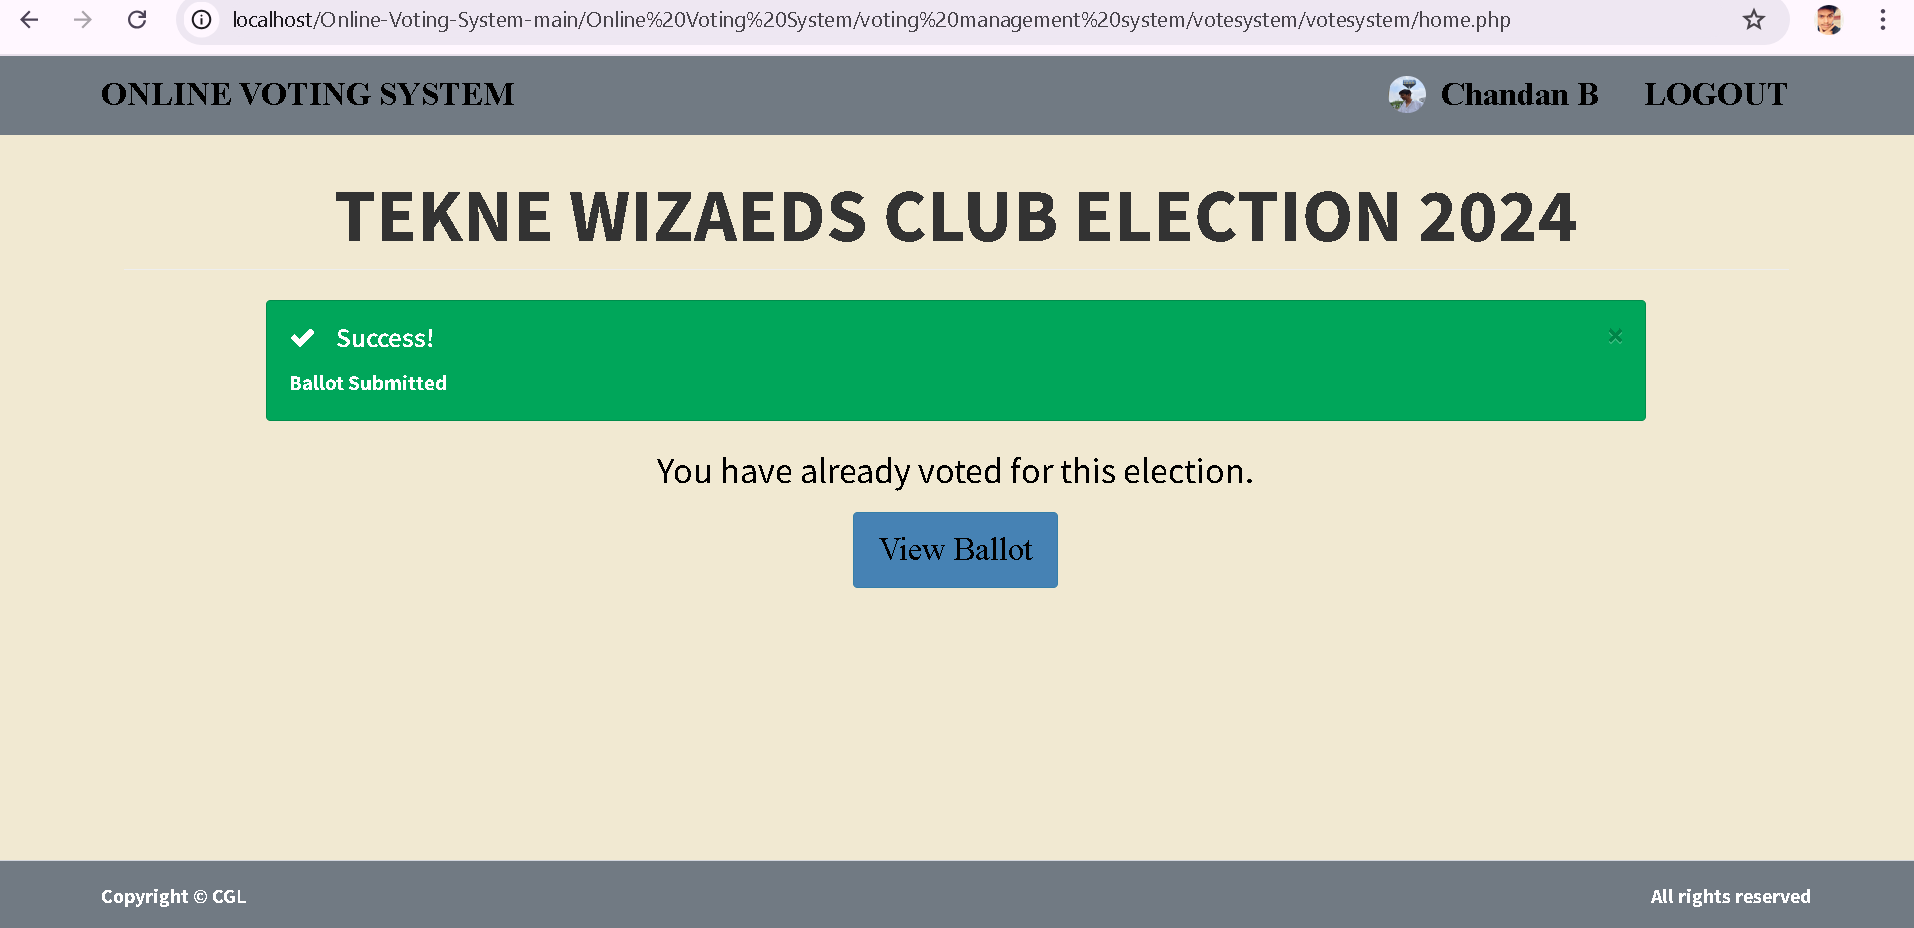 localhost/Online-Voting-System-main/Online%20Voting%20System/voting%20management%20system/votesystem/votesystem/home.php
ONLINE VOTING SYSTEM
Chandan B
LOGOUT
TEKNE WIZAEDS CLUB ELECTION 2024
Success!
×
Ballot Submitted
You have already voted for this election.
View Ballot
Copyright © CGL
All rights reserved